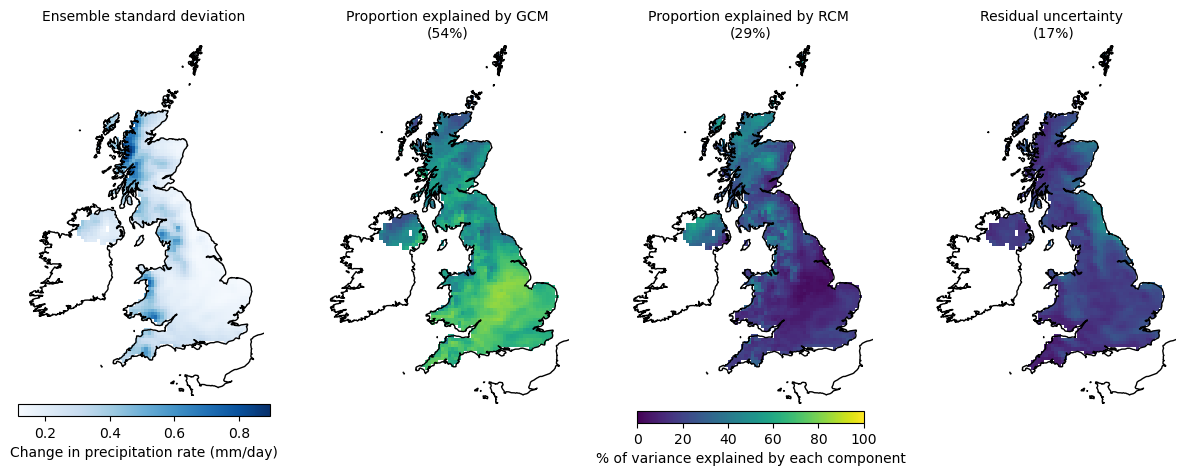 Ensemble standard deviation
Proportion explained by GCM
(54%)
Proportion explained by RCM
(29%)
Residual uncertainty
(17%)
0.2 0.4 0.6 0.8
Change in precipitation rate (mm/day)
0 20 40 60 80 100
% of variance explained by each component